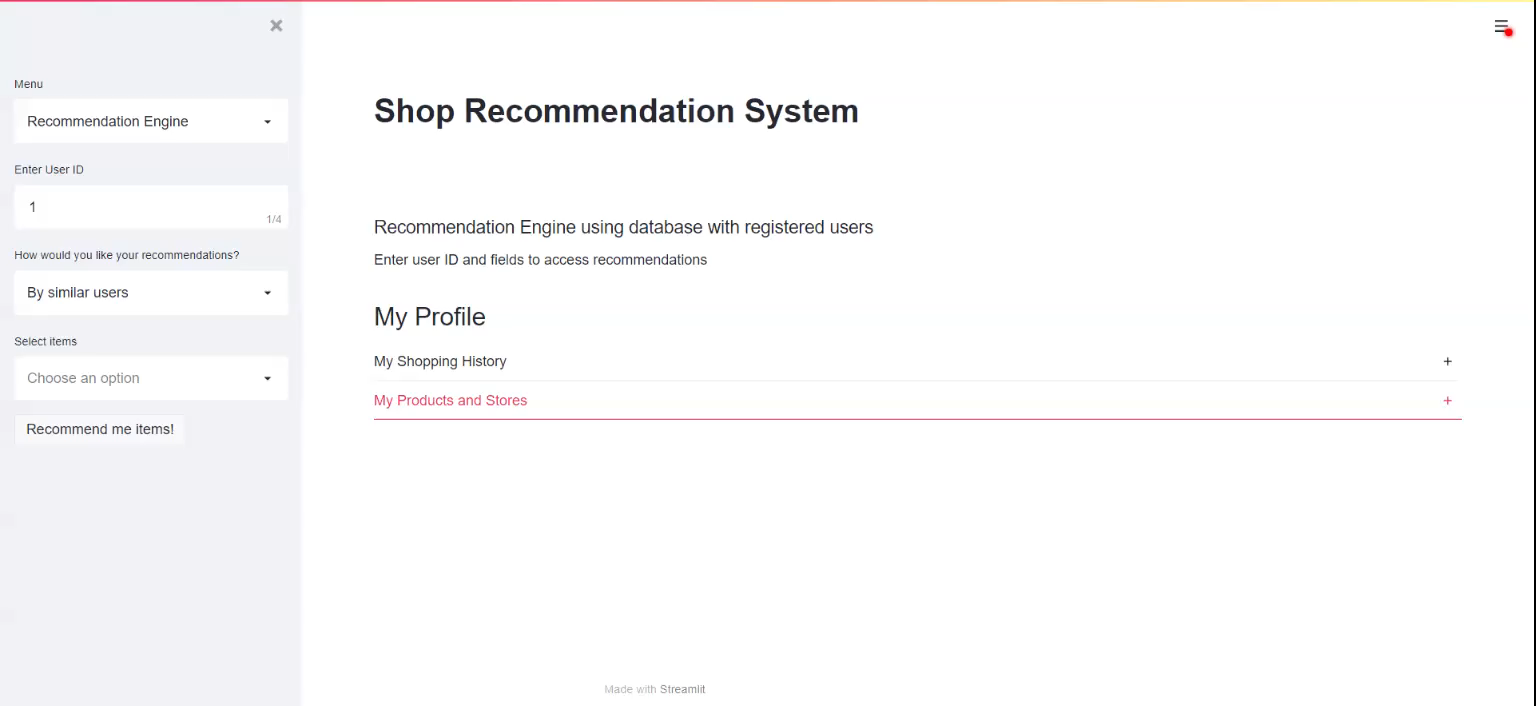 Menu
Recommendation Engine
Enter User ID
1
1/4
How would you like your recommendations?
By similar users
Select items
Choose an option
Recommend me items!
Shop Recommendation System
Recommendation Engine using database with registered users
Enter user ID and fields to access recommendations
My Profile
My Shopping History
My Products and Stores
Made with Streamlit